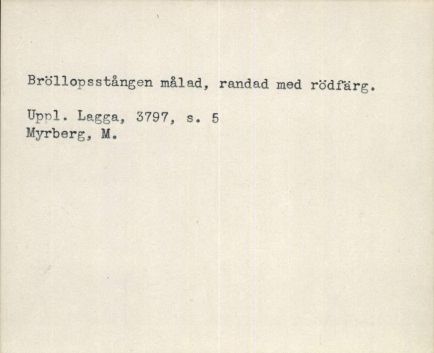 Bröllopsstången målad, randad med rödfärg.
Uppl. Lagga, 3797, s. 5
Myrberg, M.